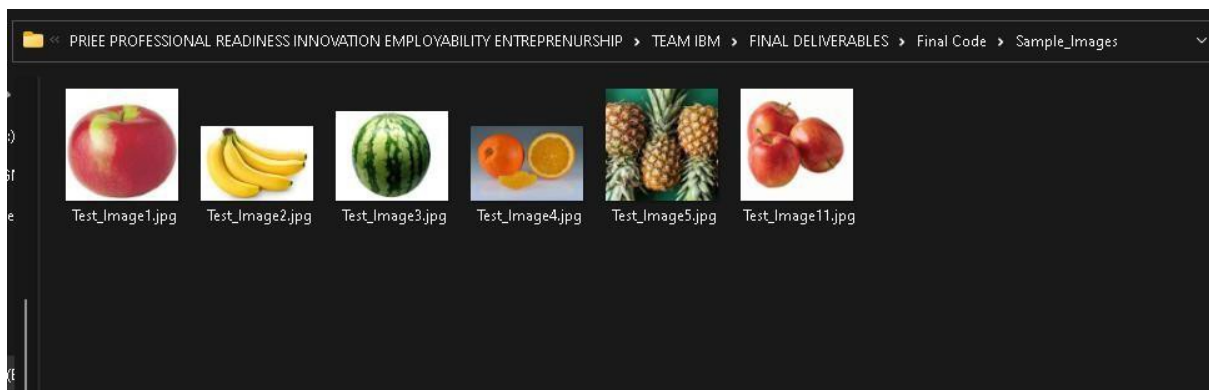 « PRIEE PROFESSIONAL READINESS INNOVATION EMPLOYABILITY ENTREPRENURSHIP > TEAM IBM > FINAL DELIVERABLES > Final Code > Sample_Images
Test_Image1.jpg Test_Image2.jpg Test_Image3.jpg Test_Image4.jpg Test_Image5.jpg Test_Image11.jpg